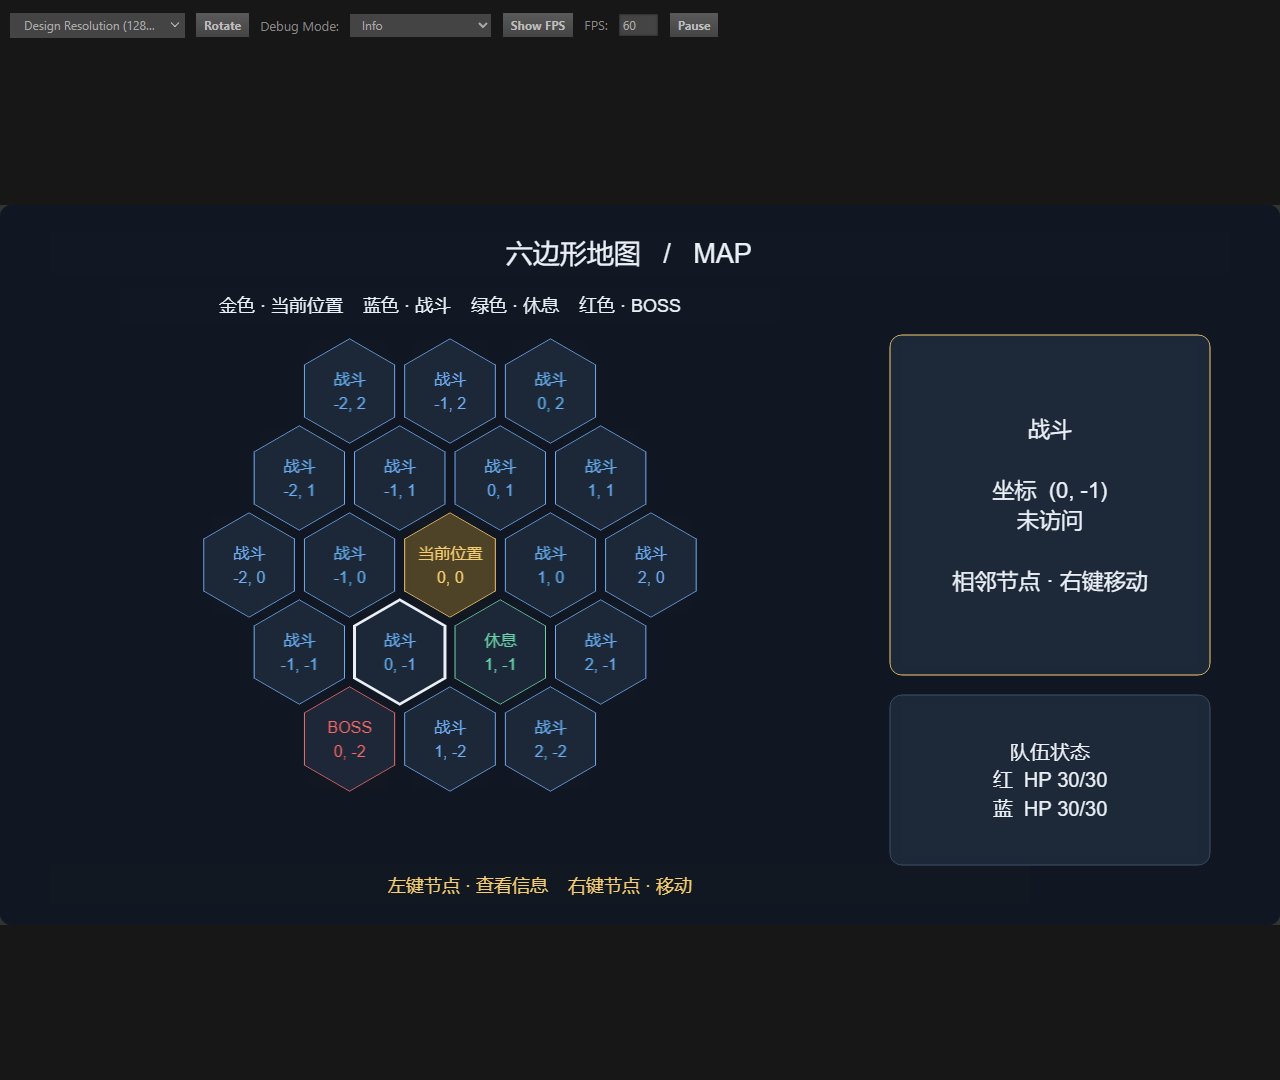 Design Resolution (128... Rotate Debug Mode: Info Show FPS FPS: 60 Pause
六边形地图 / MAP
金色 · 当前位置 蓝色 · 战斗 绿色 · 休息 红色 · BOSS
战斗 战斗 战斗
-2, 2 -1, 2 0, 2
战斗 战斗 战斗 战斗
-2, 1 -1, 1 0, 1 1, 1
战斗 战斗 当前位置 战斗 战斗
-2, 0 -1, 0 0, 0 1, 0 2, 0
战斗 战斗 休息 战斗
-1, -1 0, -1 1, -1 2, -1
BOSS 战斗 战斗
0, -2 1, -2 2, -2
战斗
坐标 (0, -1)
未访问
相邻节点 · 右键移动
队伍状态
红 HP 30/30
蓝 HP 30/30
左键节点 · 查看信息 右键节点 · 移动